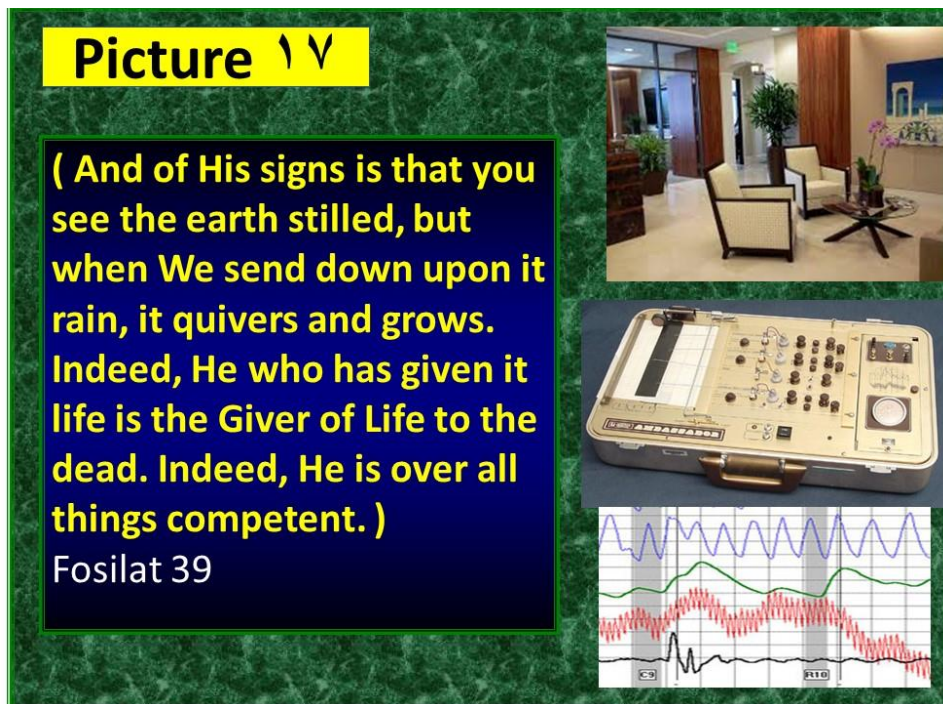 Picture ١٧
( And of His signs is that you
see the earth stilled, but
when We send down upon it
rain, it quivers and grows.
Indeed, He who has given it
life is the Giver of Life to the
dead. Indeed, He is over all
things competent. )
Fosilat 39
AMBASSADOR
C9
R10